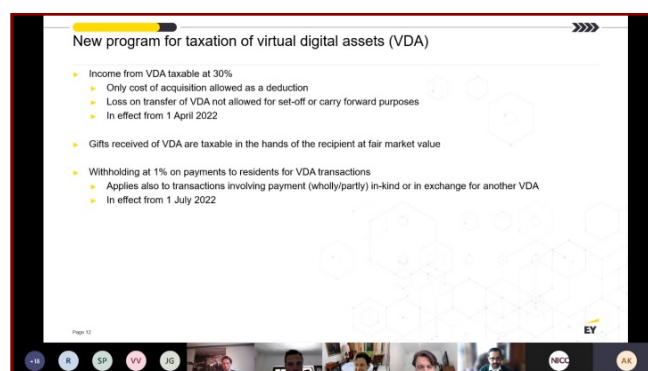 New program for taxation of virtual digital assets (VDA)
Income from VDA taxable at 30%
Only cost of acquisition allowed as a deduction
Loss on transfer of VDA not allowed for set-off or carry forward purposes
In effect from 1 April 2022
Gifts received of VDA are taxable in the hands of the recipient at fair market value
Withholding at 1% on payments to residents for VDA transactions
Applies also to transactions involving payment (wholly/partly) in-kind or in exchange for another VDA
In effect from 1 July 2022
Page 12
EY
+18 R SP VV JG NICC AK